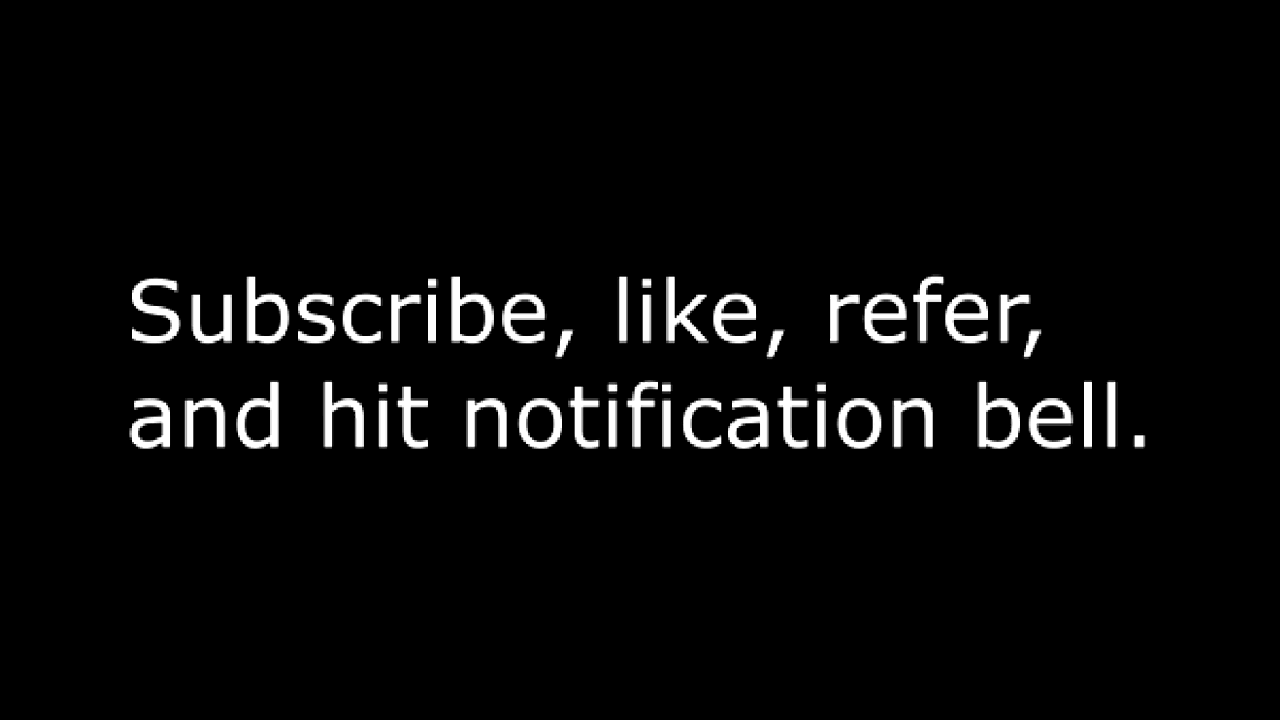 Subscribe, like, refer,
and hit notification bell.